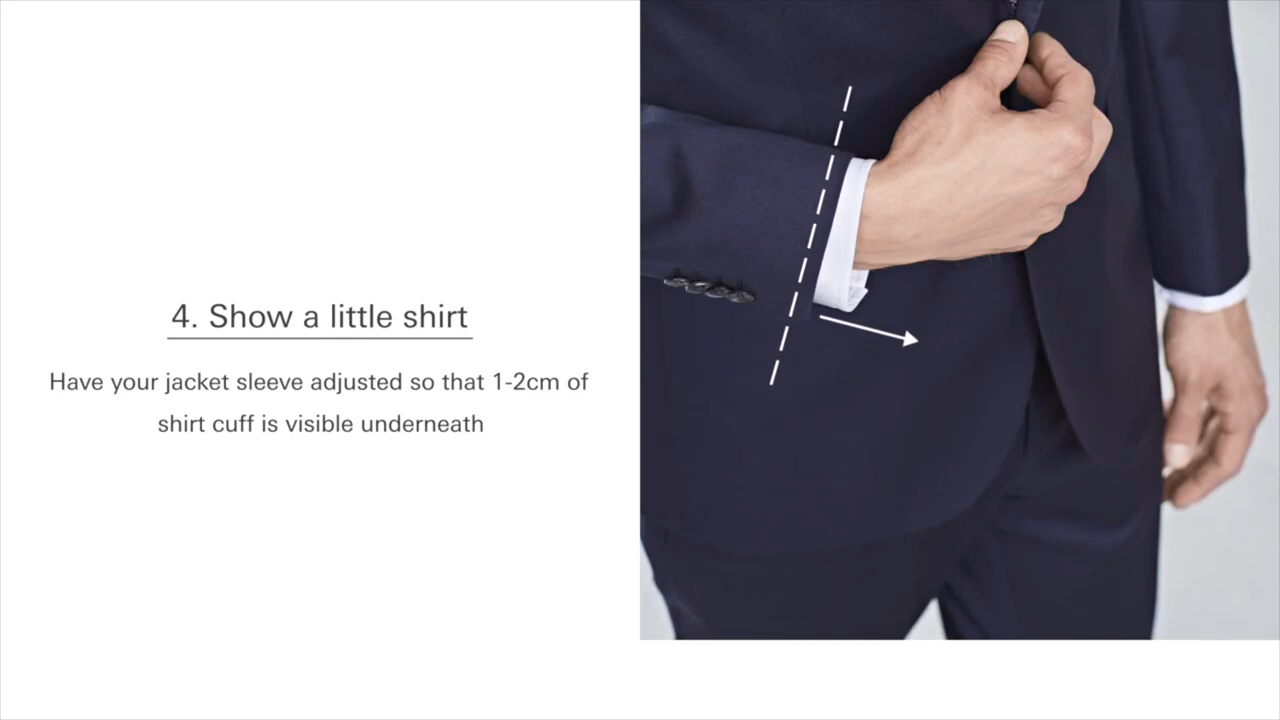 4. Show a little shirt
Have your jacket sleeve adjusted so that 1-2cm of
shirt cuff is visible underneath